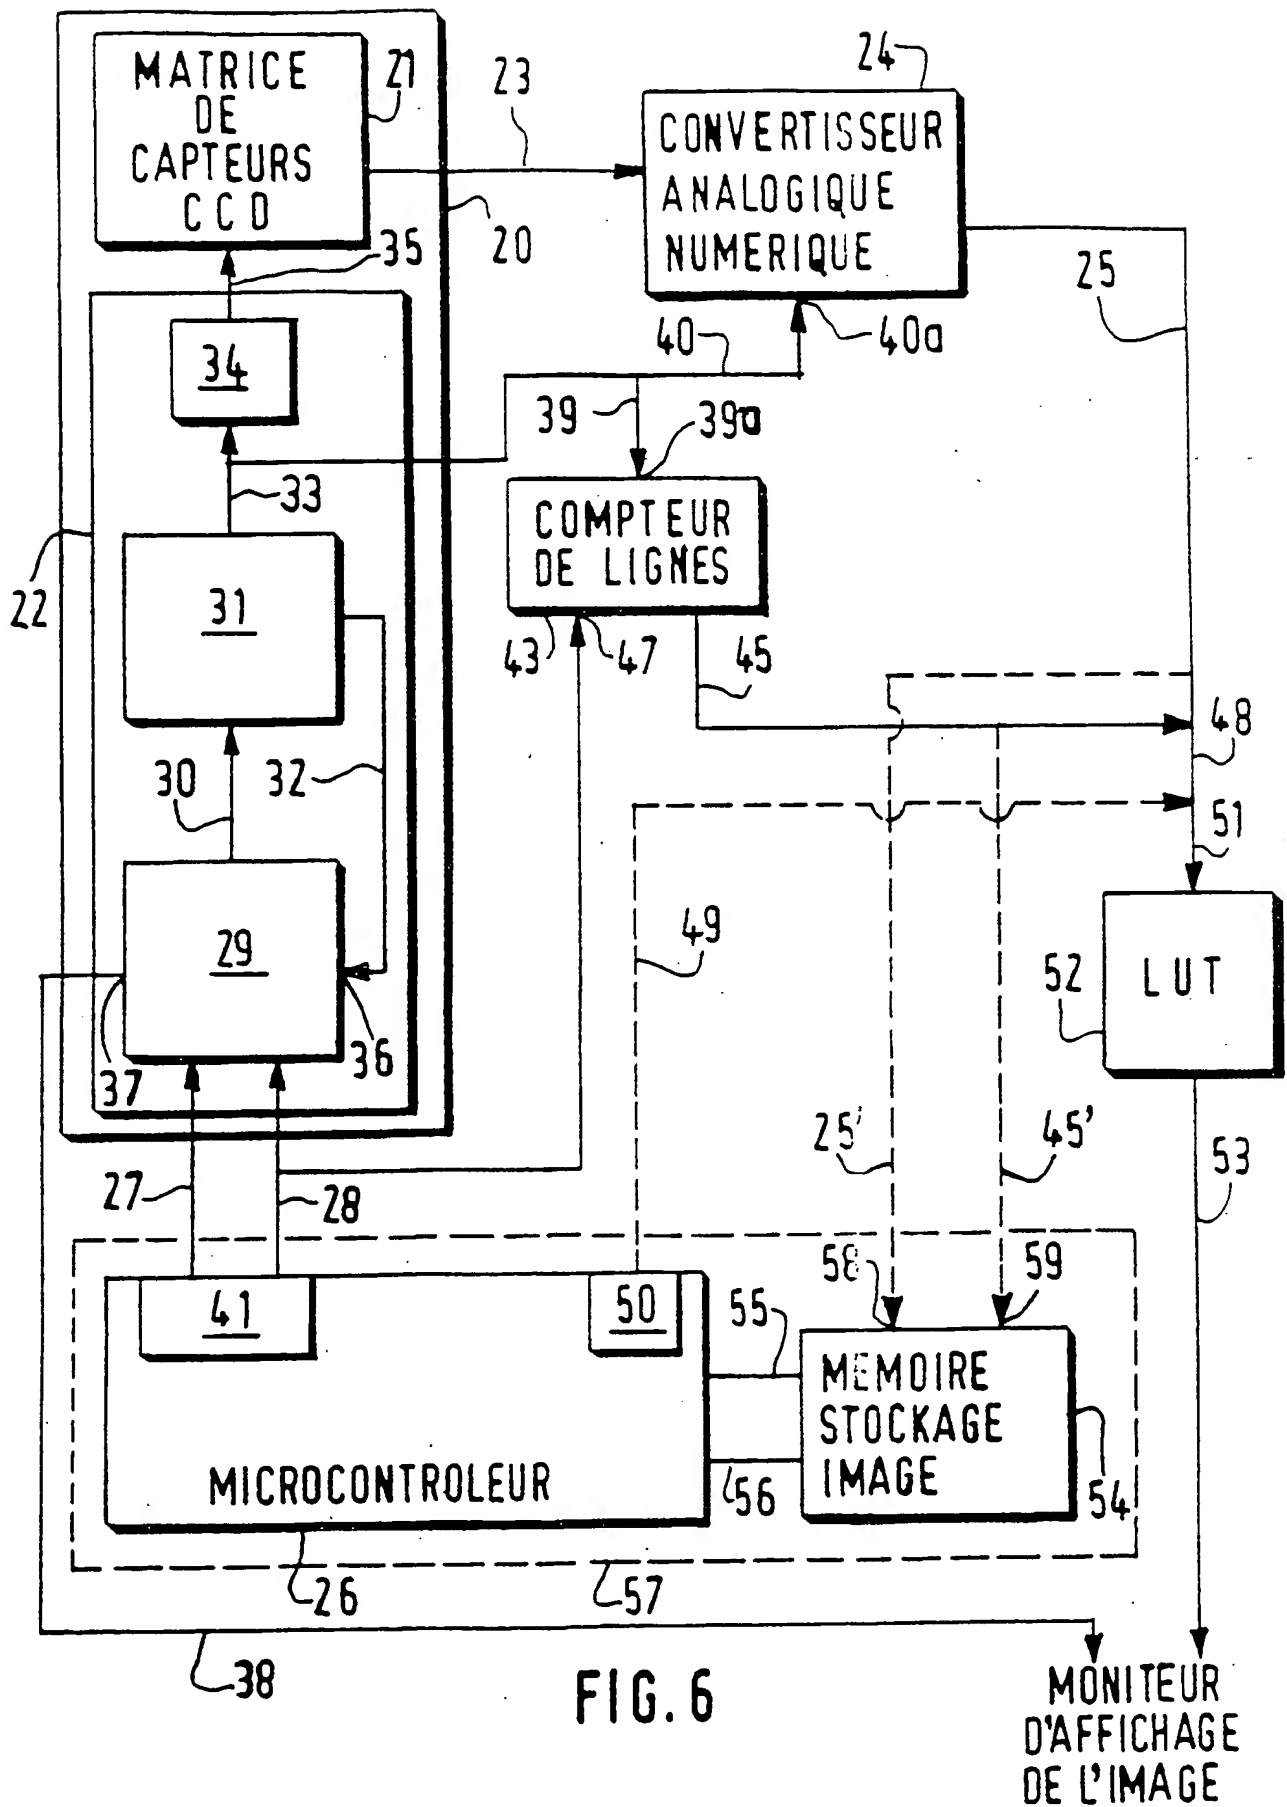 MATRICE
DE
CAPTEURS
CCD
21
23
24
CONVERTISSEUR
ANALOGIQUE
NUMERIQUE
20
35
25
34
40
40a
39
39a
33
COMPTEUR
DE LIGNES
22
31
43
47
45
48
30
32
51
49
29
52
LUT
36
37
25'
45'
53
27
28
58
59
41
50
55
MEMOIRE
STOCKAGE
IMAGE
MICROCONTROLEUR
56
54
26
57
38
FIG. 6
MONITEUR
D'AFFICHAGE
DE L'IMAGE